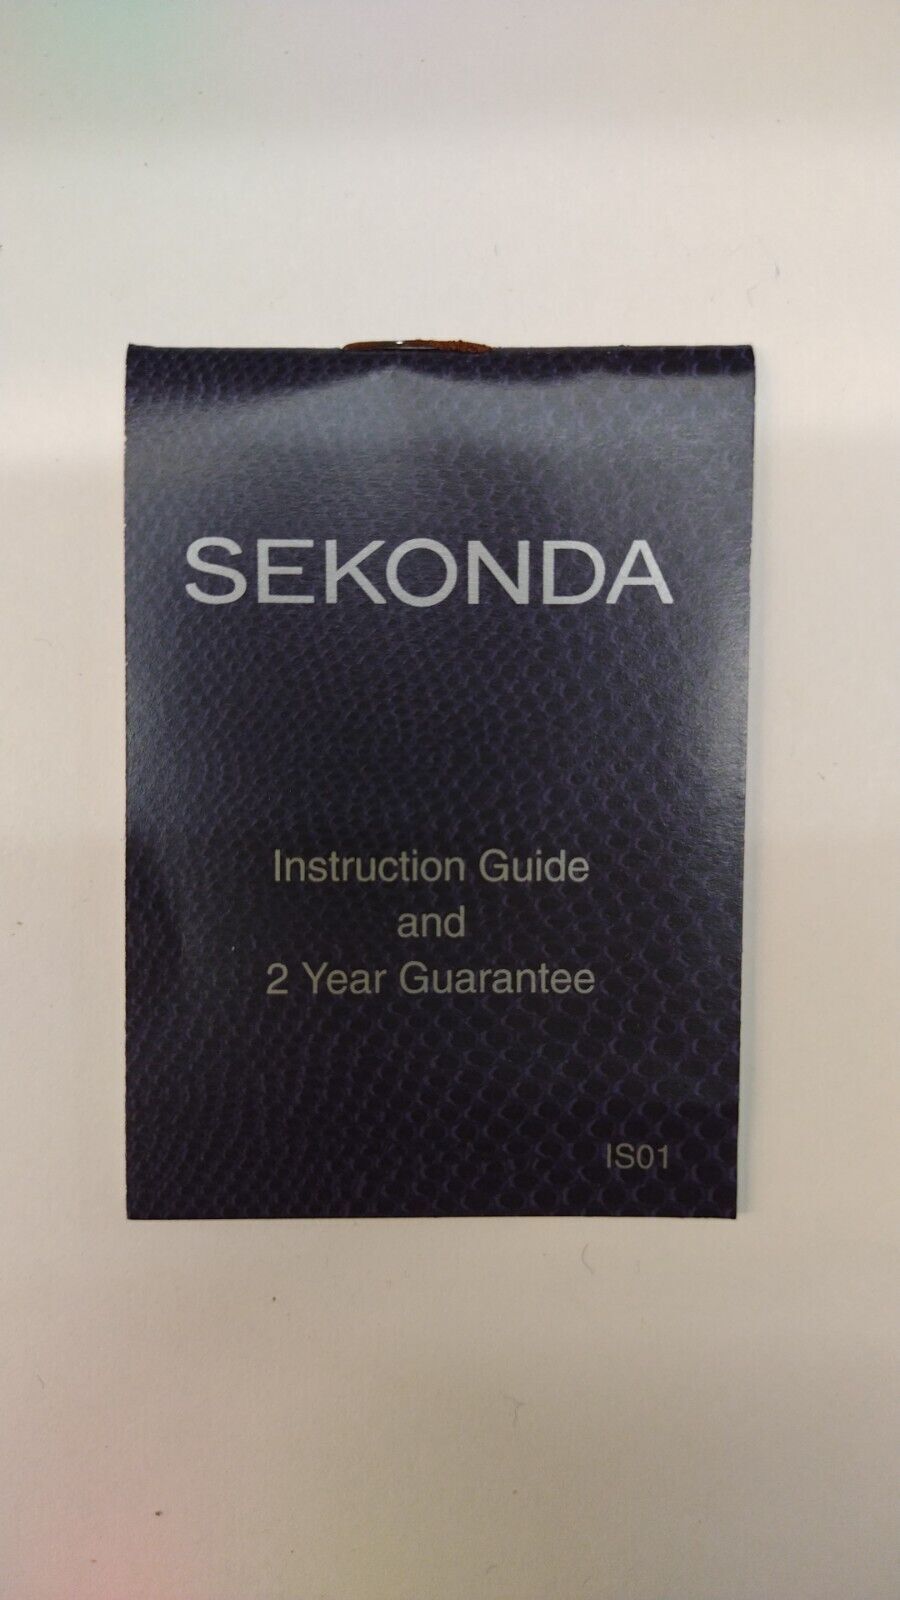 SEKONDA
Instruction Guide
and
2 Year Guarantee
IS01